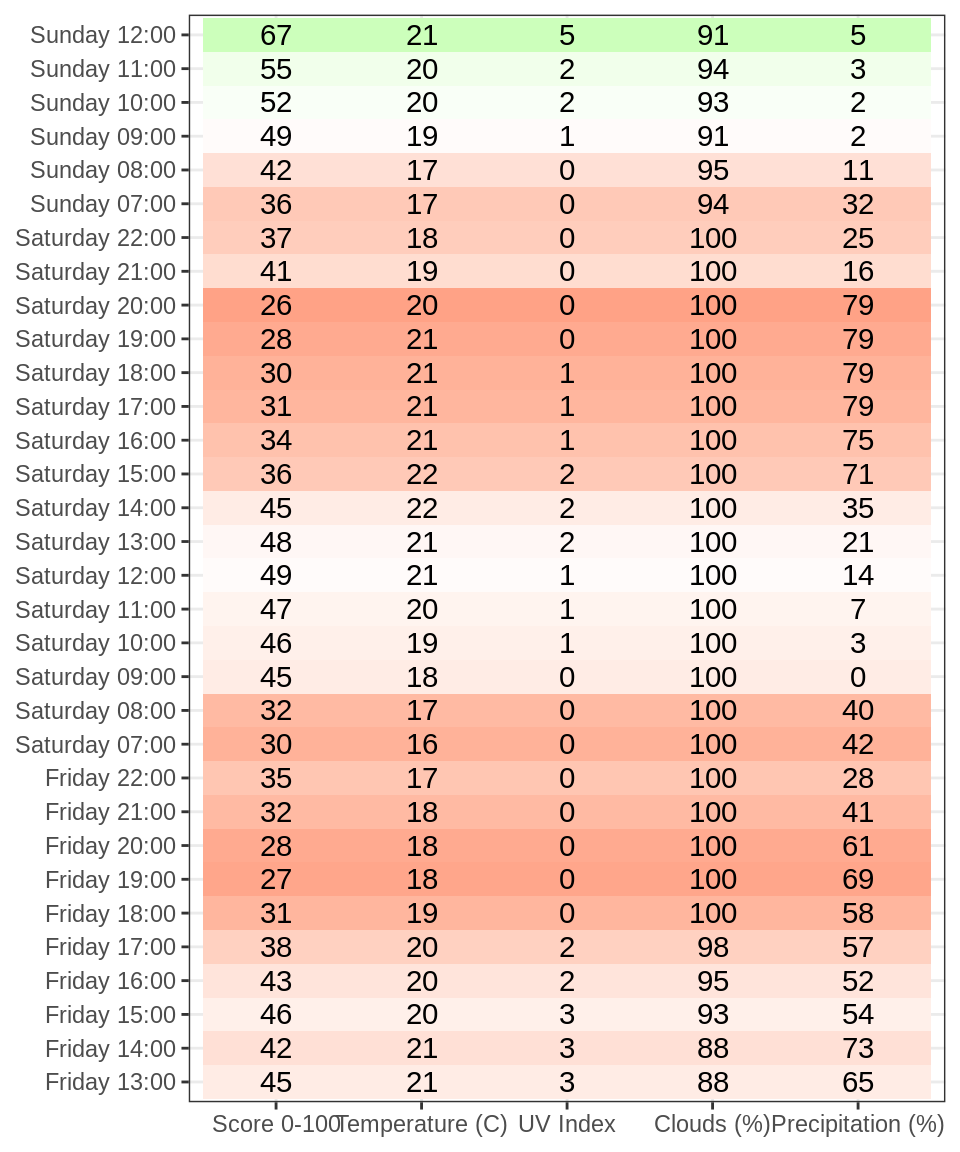 Sunday 12:00 67 21 5 91 5
Sunday 11:00 55 20 2 94 3
Sunday 10:00 52 20 2 93 2
Sunday 09:00 49 19 1 91 2
Sunday 08:00 42 17 0 95 11
Sunday 07:00 36 17 0 94 32
Saturday 22:00 37 18 0 100 25
Saturday 21:00 41 19 0 100 16
Saturday 20:00 26 20 0 100 79
Saturday 19:00 28 21 0 100 79
Saturday 18:00 30 21 1 100 79
Saturday 17:00 31 21 1 100 79
Saturday 16:00 34 21 1 100 75
Saturday 15:00 36 22 2 100 71
Saturday 14:00 45 22 2 100 35
Saturday 13:00 48 21 2 100 21
Saturday 12:00 49 21 1 100 14
Saturday 11:00 47 20 1 100 7
Saturday 10:00 46 19 1 100 3
Saturday 09:00 45 18 0 100 0
Saturday 08:00 32 17 0 100 40
Saturday 07:00 30 16 0 100 42
Friday 22:00 35 17 0 100 28
Friday 21:00 32 18 0 100 41
Friday 20:00 28 18 0 100 61
Friday 19:00 27 18 0 100 69
Friday 18:00 31 19 0 100 58
Friday 17:00 38 20 2 98 57
Friday 16:00 43 20 2 95 52
Friday 15:00 46 20 3 93 54
Friday 14:00 42 21 3 88 73
Friday 13:00 45 21 3 88 65
Score 0-100 Temperature (C) UV Index Clouds (%) Precipitation (%)